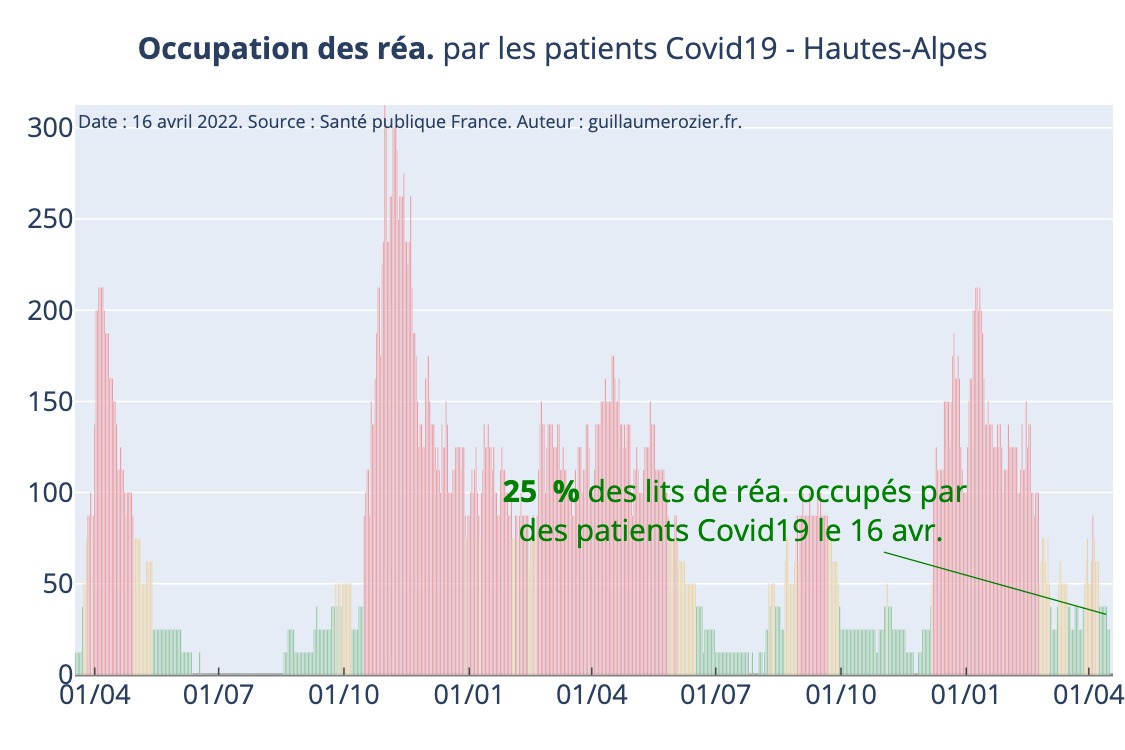 Occupation des réa. par les patients Covid19 - Hautes-Alpes
Date : 16 avril 2022. Source : Santé publique France. Auteur : guillaumerozier.fr.
300
250
200
150
100
50
0
25 % des lits de réa. occupés par
des patients Covid19 le 16 avr.
01/04 01/07 01/10 01/01 01/04 01/07 01/10 01/01 01/04